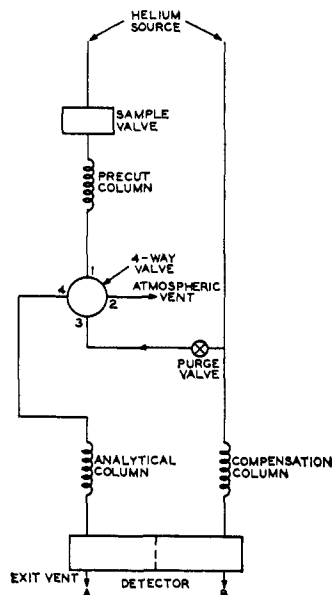 HELIUM
SOURCE
SAMPLE
VALVE
PRECUT
COLUMN
4-WAY
VALVE
1
4
2
3
ATMOSPHERIC
VENT
PURGE
VALVE
ANALYTICAL
COLUMN
COMPENSATION
COLUMN
EXIT VENT
DETECTOR
A
B